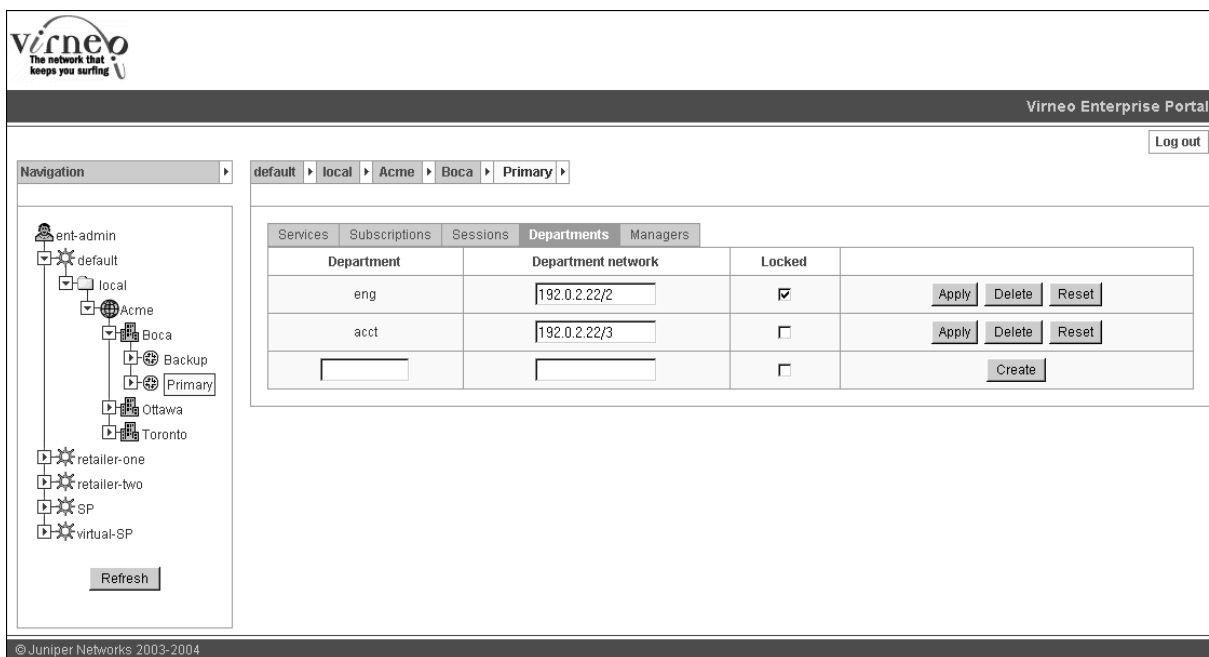 Virneo
The network that
keeps you surfing
Virneo Enterprise Portal
Log out
Navigation
default local Acme Boca Primary
ent-admin
default
local
Acme
Boca
Backup
Primary
Ottawa
Toronto
retailer-one
retailer-two
SP
virtual-SP
Refresh
Services Subscriptions Sessions Departments Managers
Department Department network Locked
eng 192.0.2.22/2 Apply Delete Reset
acct 192.0.2.22/3 Apply Delete Reset
Create
© Juniper Networks 2003-2004